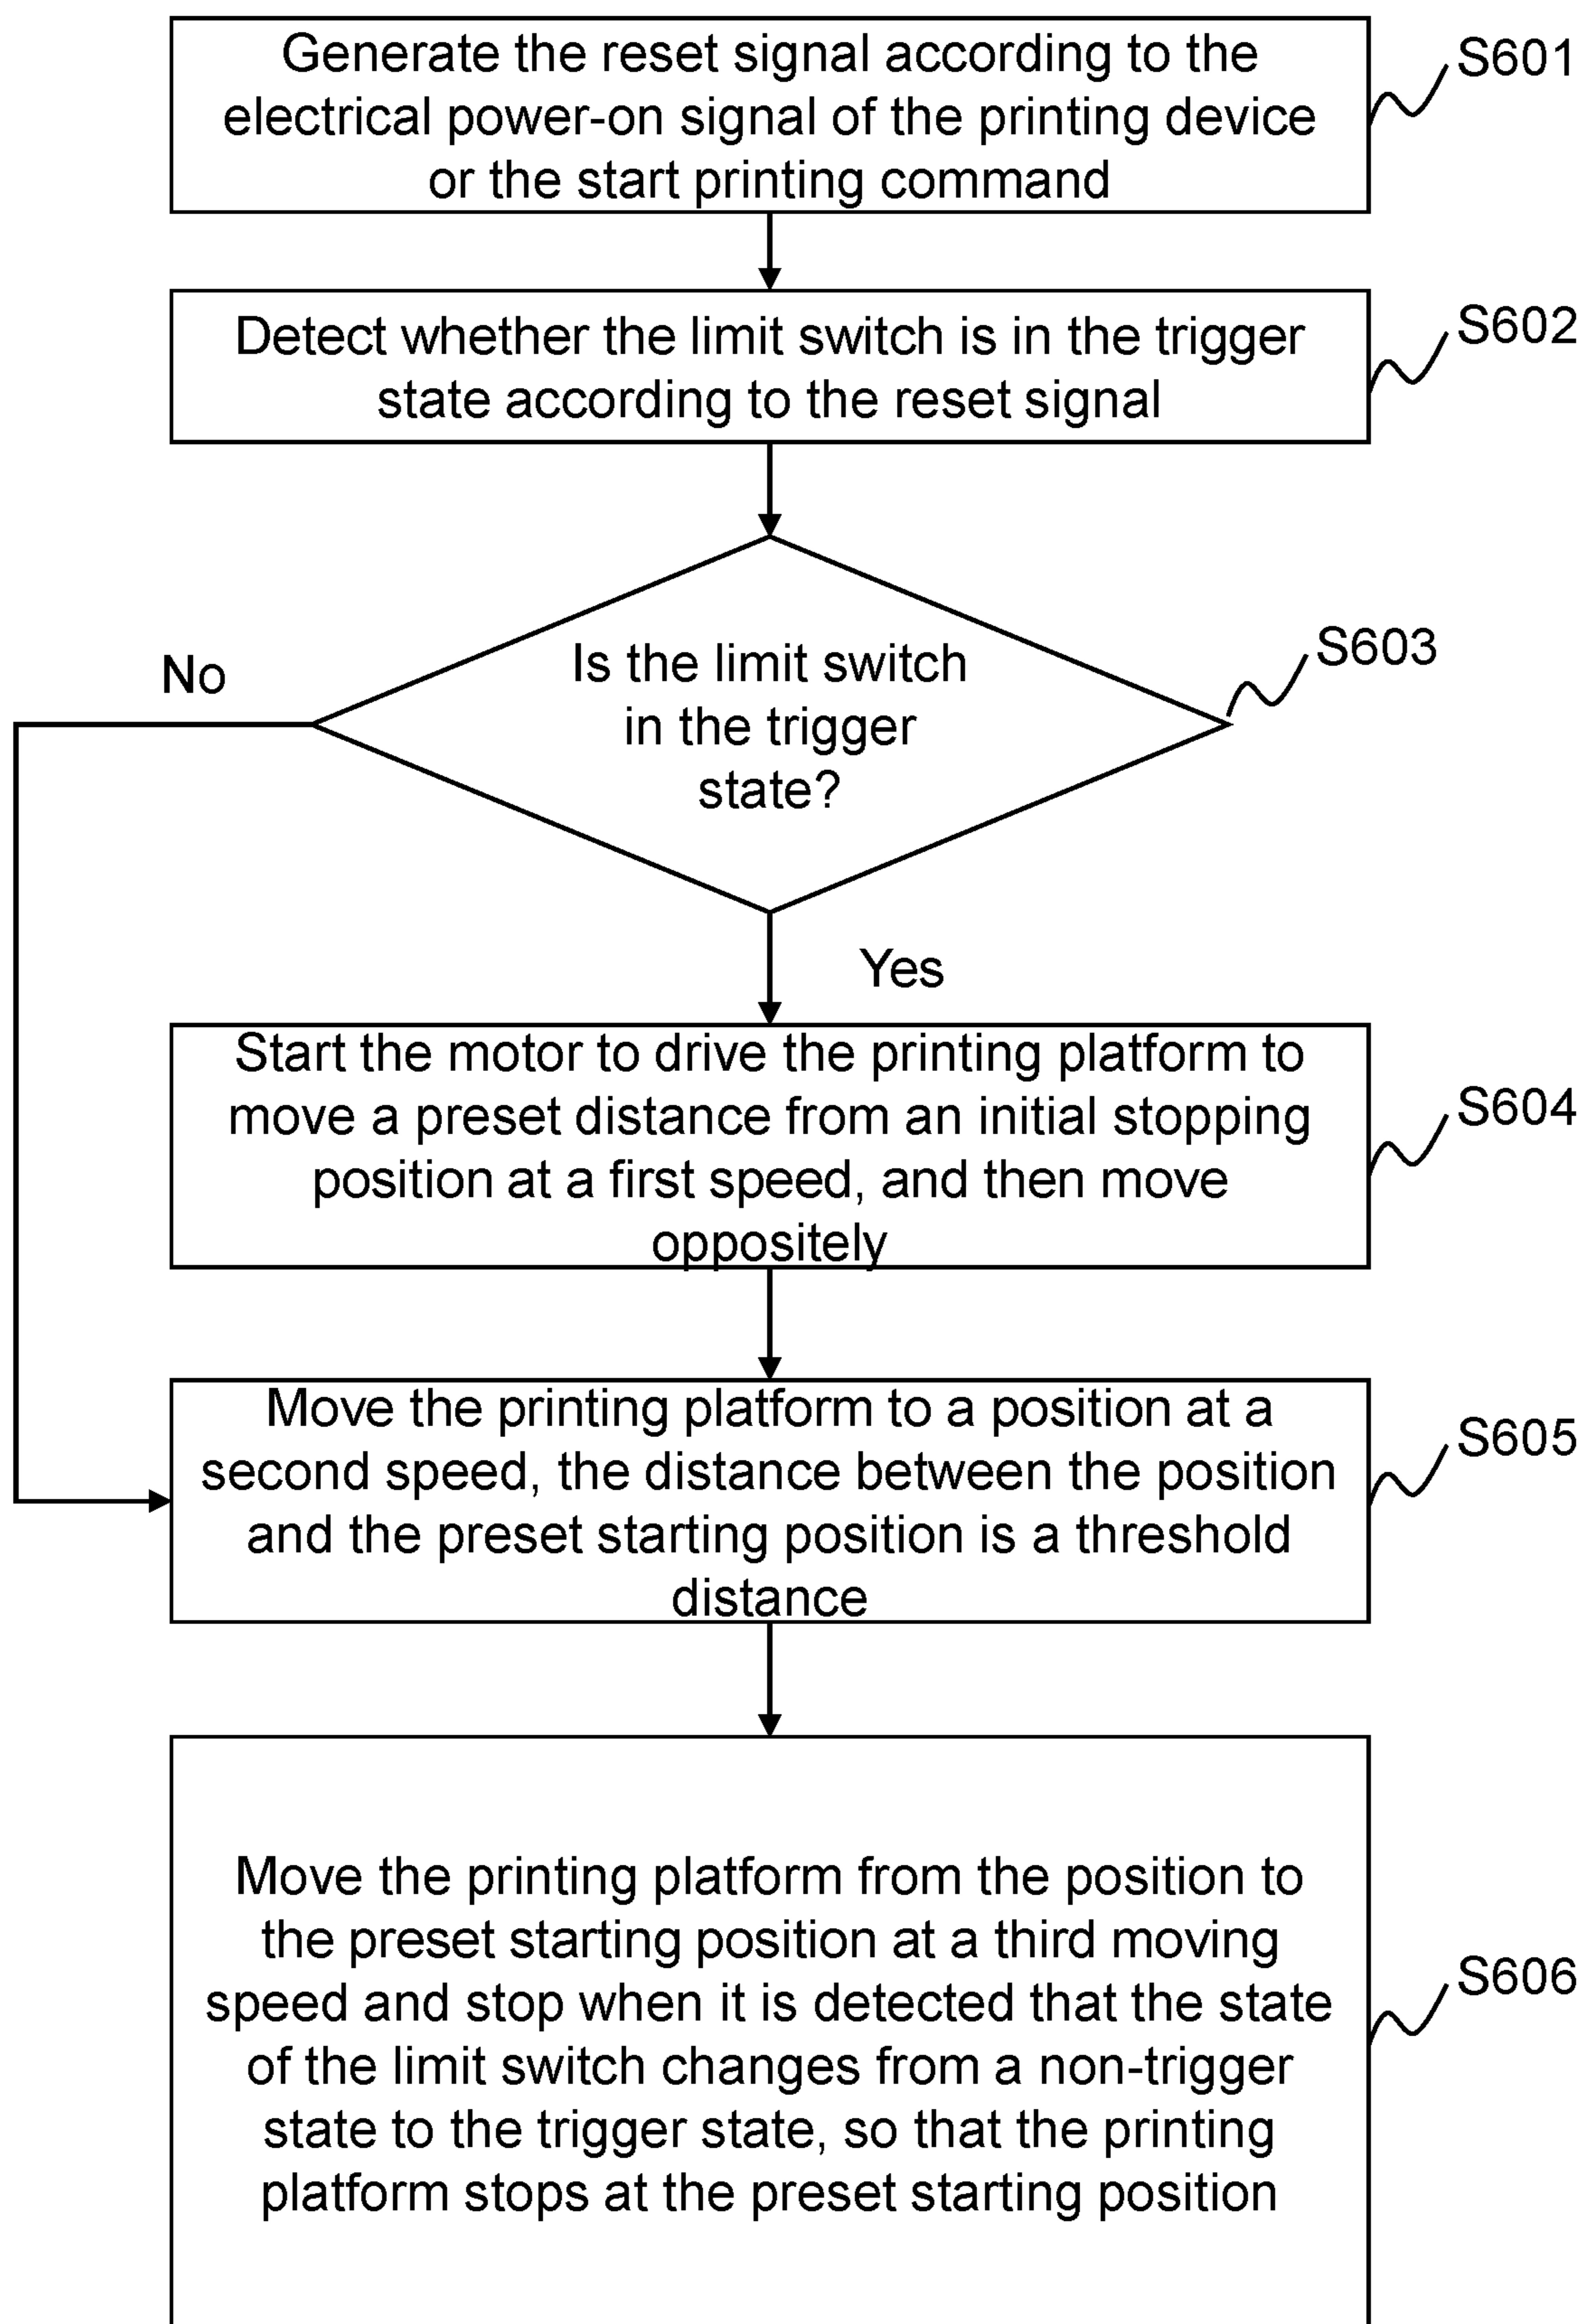 Generate the reset signal according to the
electrical power-on signal of the printing device
or the start printing command
S601
Detect whether the limit switch is in the trigger
state according to the reset signal
S602
Is the limit switch
in the trigger
state?
S603
No
Yes
Start the motor to drive the printing platform to
move a preset distance from an initial stopping
position at a first speed, and then move
oppositely
S604
Move the printing platform to a position at a
second speed, the distance between the position
and the preset starting position is a threshold
distance
S605
Move the printing platform from the position to
the preset starting position at a third moving
speed and stop when it is detected that the state
of the limit switch changes from a non-trigger
state to the trigger state, so that the printing
platform stops at the preset starting position
S606